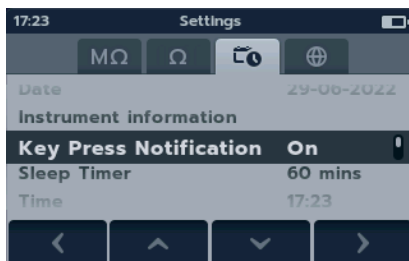 17:23 Settings
MΩ Ω
Date 29-06-2022
Instrument information
Key Press Notification On
Sleep Timer 60 mins
Time 17:23